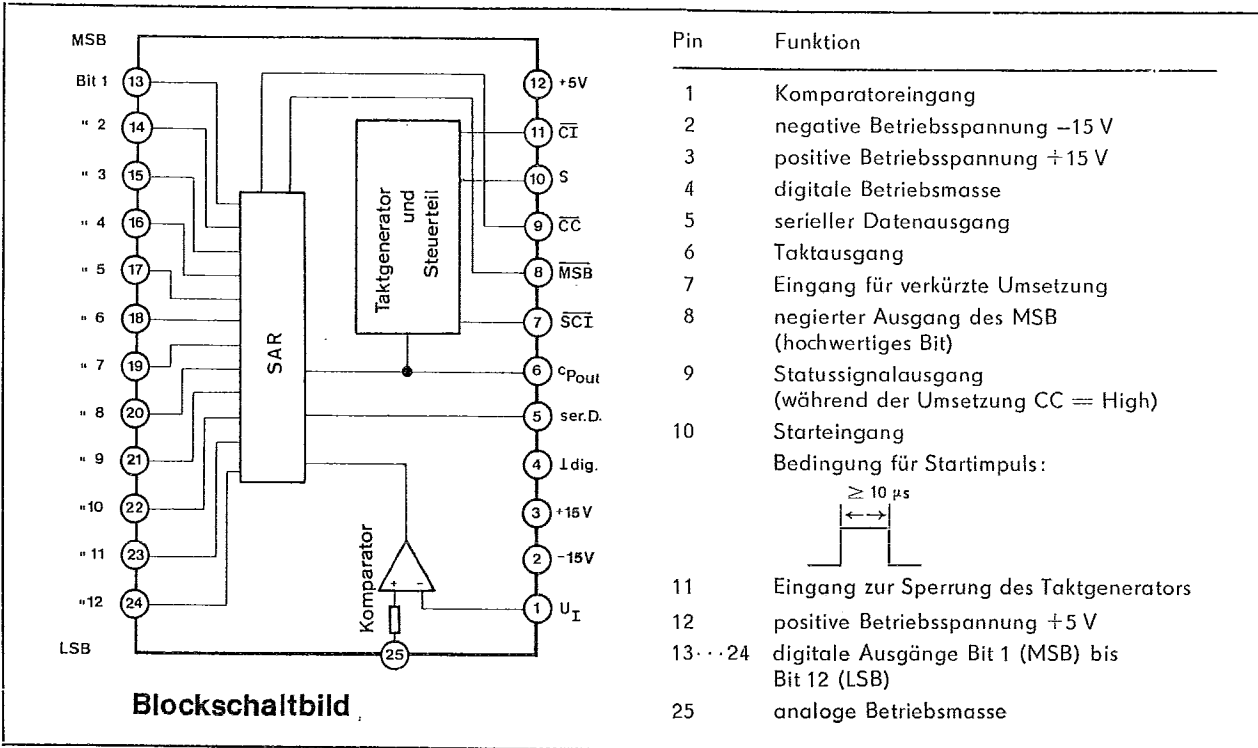 MSB
Bit 1 13
" 2 14
" 3 15
" 4 16
" 5 17
" 6 18
" 7 19
" 8 20
" 9 21
"10 22
"11 23
"12 24
LSB
SAR
Taktgenerator
und
Steuerteil
Komparator
+ -
25
12 +5V
11 C̅I̅
10 S
9 C̅C̅
8 M̅S̅B̅
7 S̅C̅I̅
6 cPout
5 ser.D.
4 ⊥dig.
3 +15V
2 -15V
1 UI
Blockschaltbild
Pin Funktion
1 Komparatoreingang
2 negative Betriebsspannung −15 V
3 positive Betriebsspannung +15 V
4 digitale Betriebsmasse
5 serieller Datenausgang
6 Taktausgang
7 Eingang für verkürzte Umsetzung
8 negierter Ausgang des MSB
(hochwertiges Bit)
9 Statussignalausgang
(während der Umsetzung CC = High)
10 Starteingang
Bedingung für Startimpuls:
≥ 10 µs
11 Eingang zur Sperrung des Taktgenerators
12 positive Betriebsspannung +5 V
13···24 digitale Ausgänge Bit 1 (MSB) bis
Bit 12 (LSB)
25 analoge Betriebsmasse